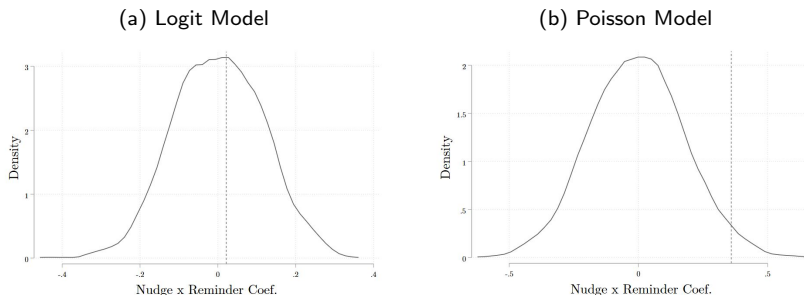 (a) Logit Model
(b) Poisson Model
3
2
1
0
Density
-.4
-.2
0
.2
.4
Nudge x Reminder Coef.
2
1.5
1
.5
0
Density
-.5
0
.5
Nudge x Reminder Coef.